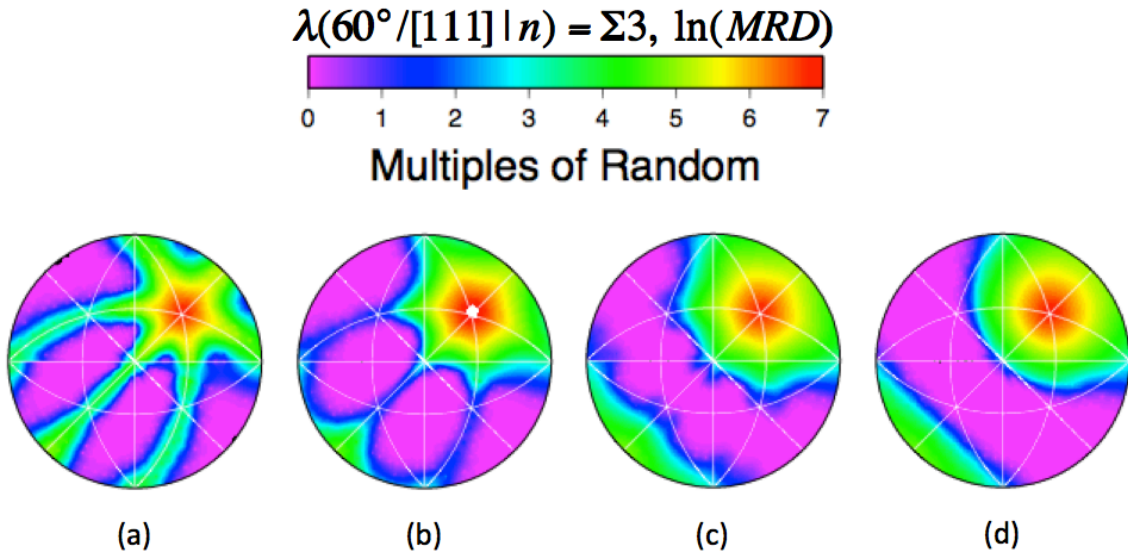 λ(60°/[111] | n) = Σ3, ln(MRD)
0 1 2 3 4 5 6 7
Multiples of Random
(a) (b) (c) (d)